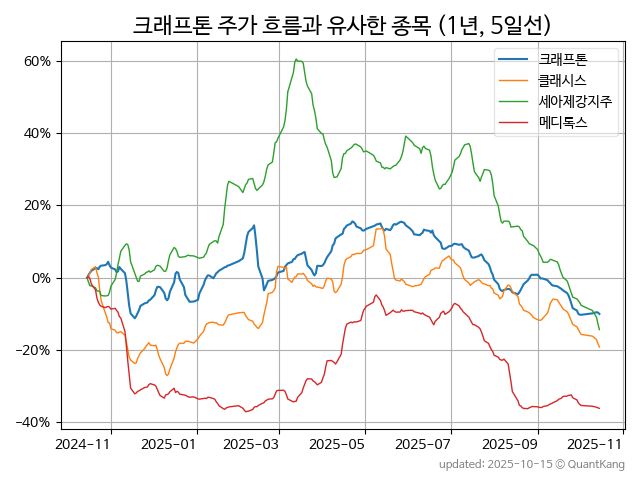 크래프톤 주가 흐름과 유사한 종목 (1년, 5일선)
크래프톤
클래시스
세아제강지주
메디톡스
60%
40%
20%
0%
−20%
−40%
2024-11
2025-01
2025-03
2025-05
2025-07
2025-09
2025-11
updated: 2025-10-15 © QuantKang